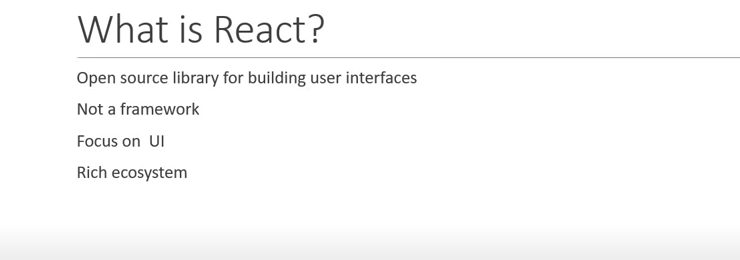 What is React?
Open source library for building user interfaces
Not a framework
Focus on  UI
Rich ecosystem